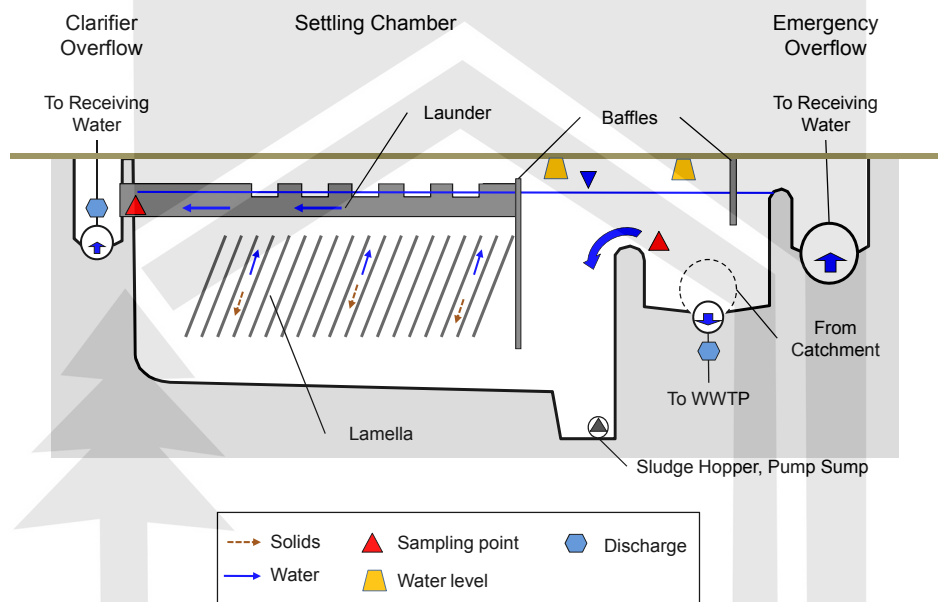 Clarifier
Overflow
Settling Chamber
Emergency
Overflow
To Receiving
Water
Launder
Baffles
To Receiving
Water
From
Catchment
To WWTP
Lamella
Sludge Hopper, Pump Sump
Solids
Sampling point
Discharge
Water
Water level